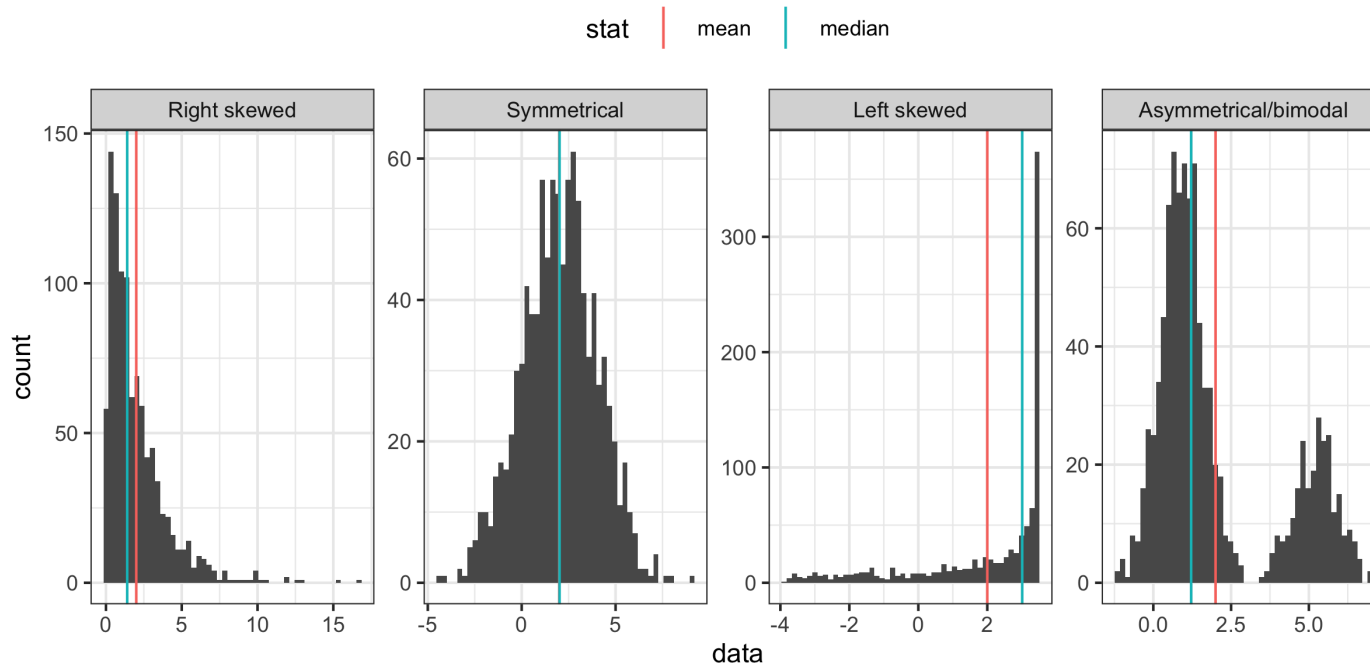 stat mean median
Right skewed Symmetrical Left skewed Asymmetrical/bimodal
150
100
50
0
60
40
20
0
300
200
100
0
60
40
20
0
count
0 5 10 15
-5 0 5
-4 -2 0 2
0.0 2.5 5.0
data